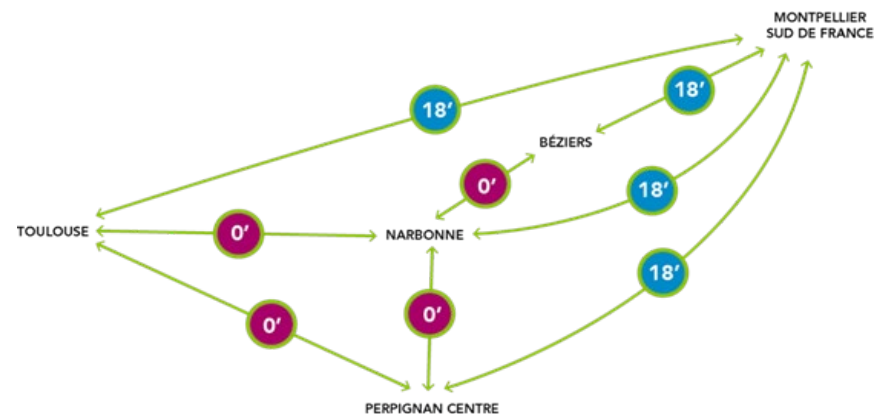 MONTPELLIER
SUD DE FRANCE
18’
18’
BÉZIERS
0’
18’
TOULOUSE
0’
NARBONNE
18’
0’
0’
PERPIGNAN CENTRE